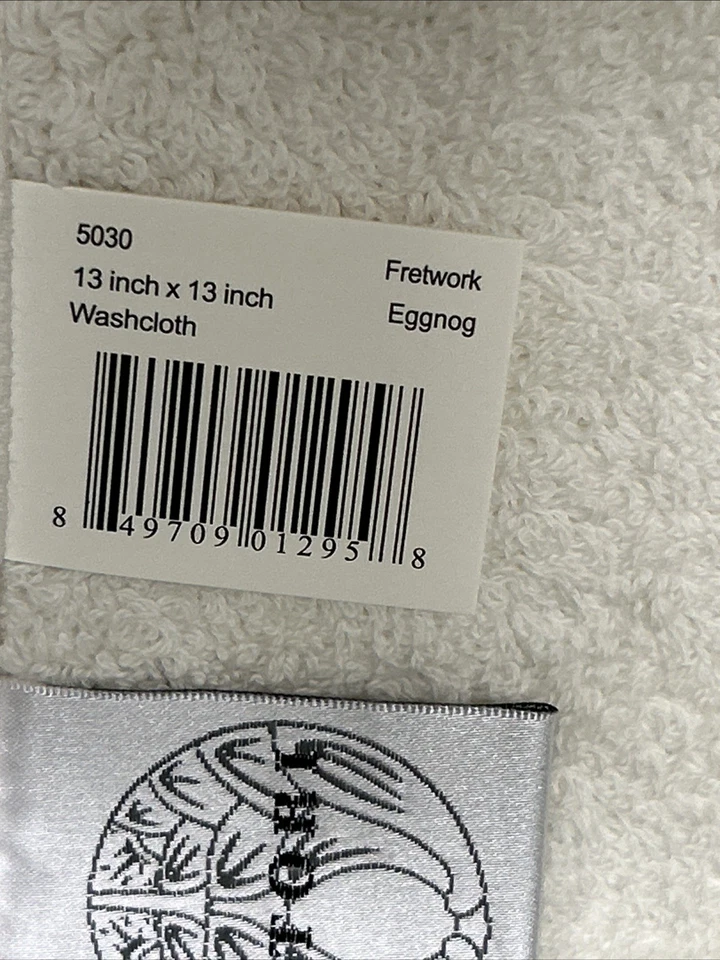 5030
13 inch x 13 inch
Washcloth
Fretwork
Eggnog
8 49709 01295 8